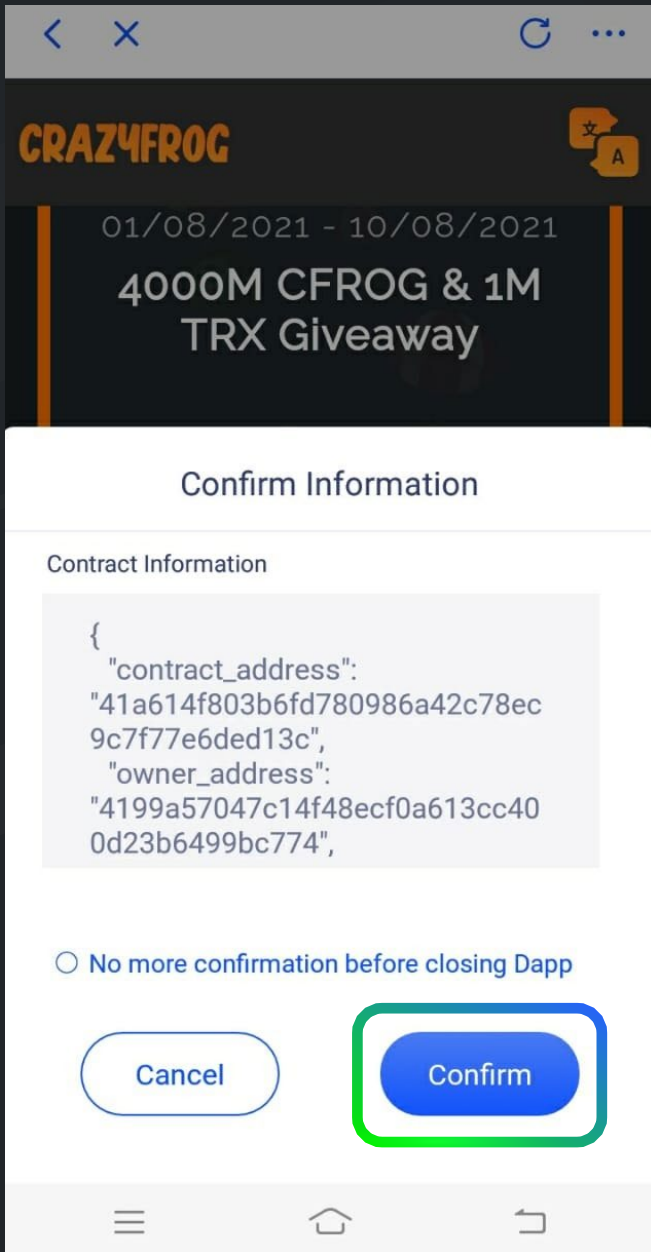 CRAZYFROG
文
A
01/08/2021 - 10/08/2021
4000M CFROG & 1M
TRX Giveaway
Confirm Information
Contract Information
{
"contract_address":
"41a614f803b6fd780986a42c78ec
9c7f77e6ded13c",
"owner_address":
"4199a57047c14f48ecf0a613cc40
0d23b6499bc774",
No more confirmation before closing Dapp
Cancel
Confirm